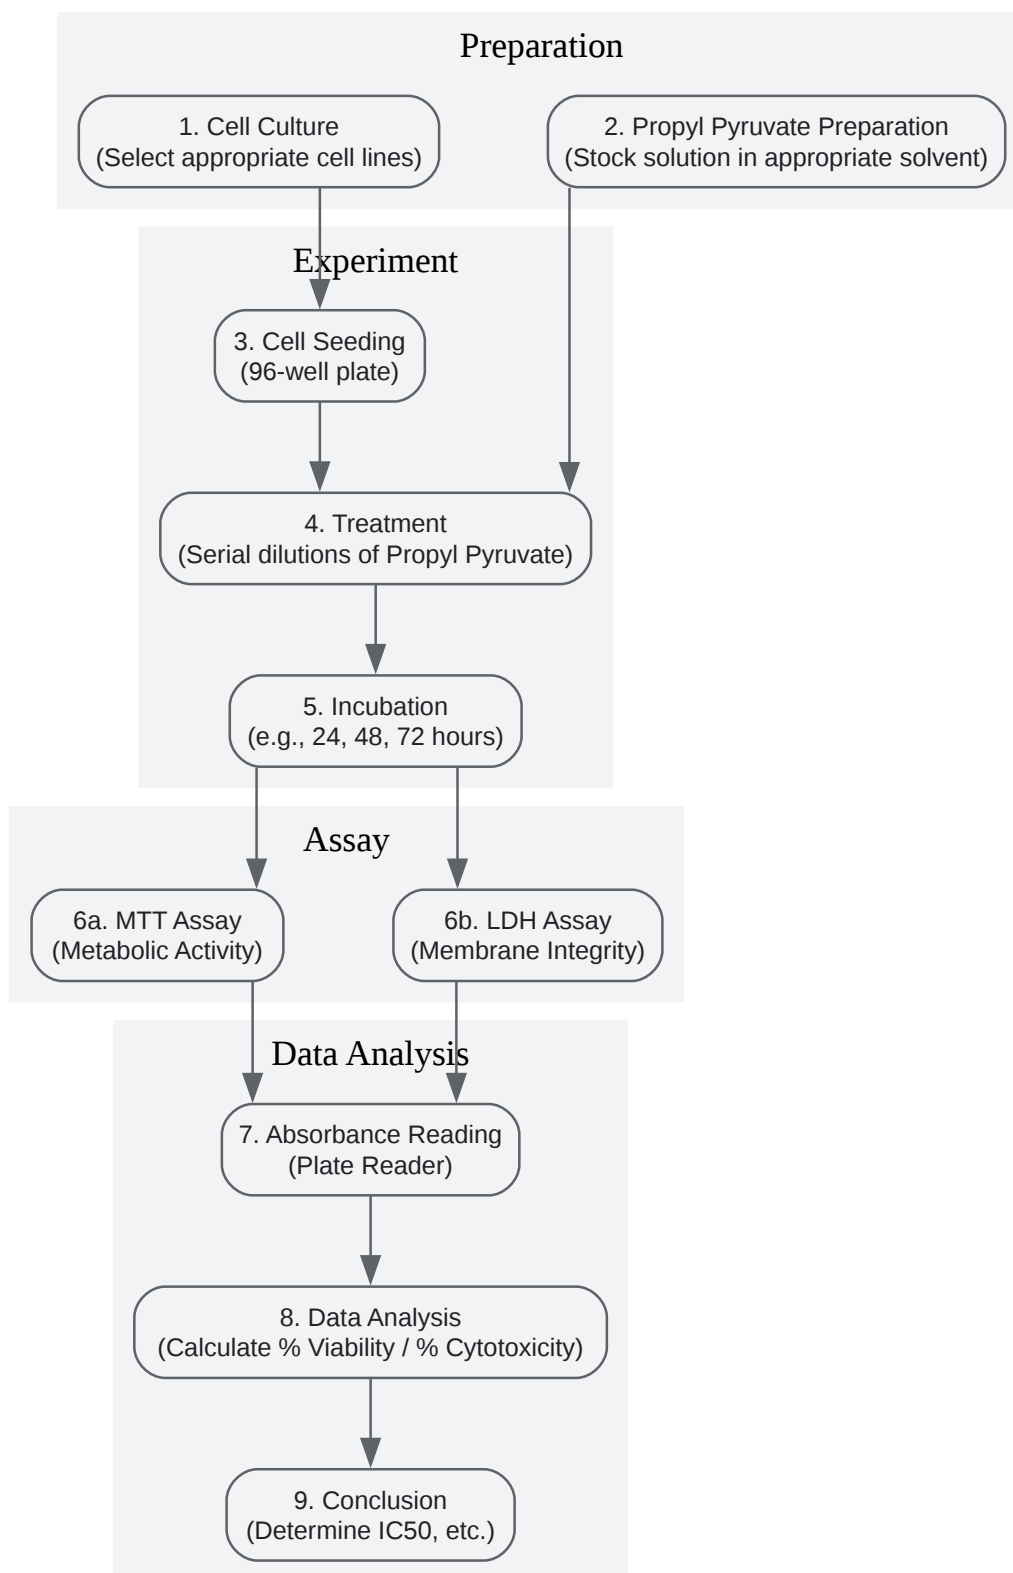 Preparation
1. Cell Culture
(Select appropriate cell lines)
2. Propyl Pyruvate Preparation
(Stock solution in appropriate solvent)
Experiment
3. Cell Seeding
(96-well plate)
4. Treatment
(Serial dilutions of Propyl Pyruvate)
5. Incubation
(e.g., 24, 48, 72 hours)
Assay
6a. MTT Assay
(Metabolic Activity)
6b. LDH Assay
(Membrane Integrity)
Data Analysis
7. Absorbance Reading
(Plate Reader)
8. Data Analysis
(Calculate % Viability / % Cytotoxicity)
9. Conclusion
(Determine IC50, etc.)